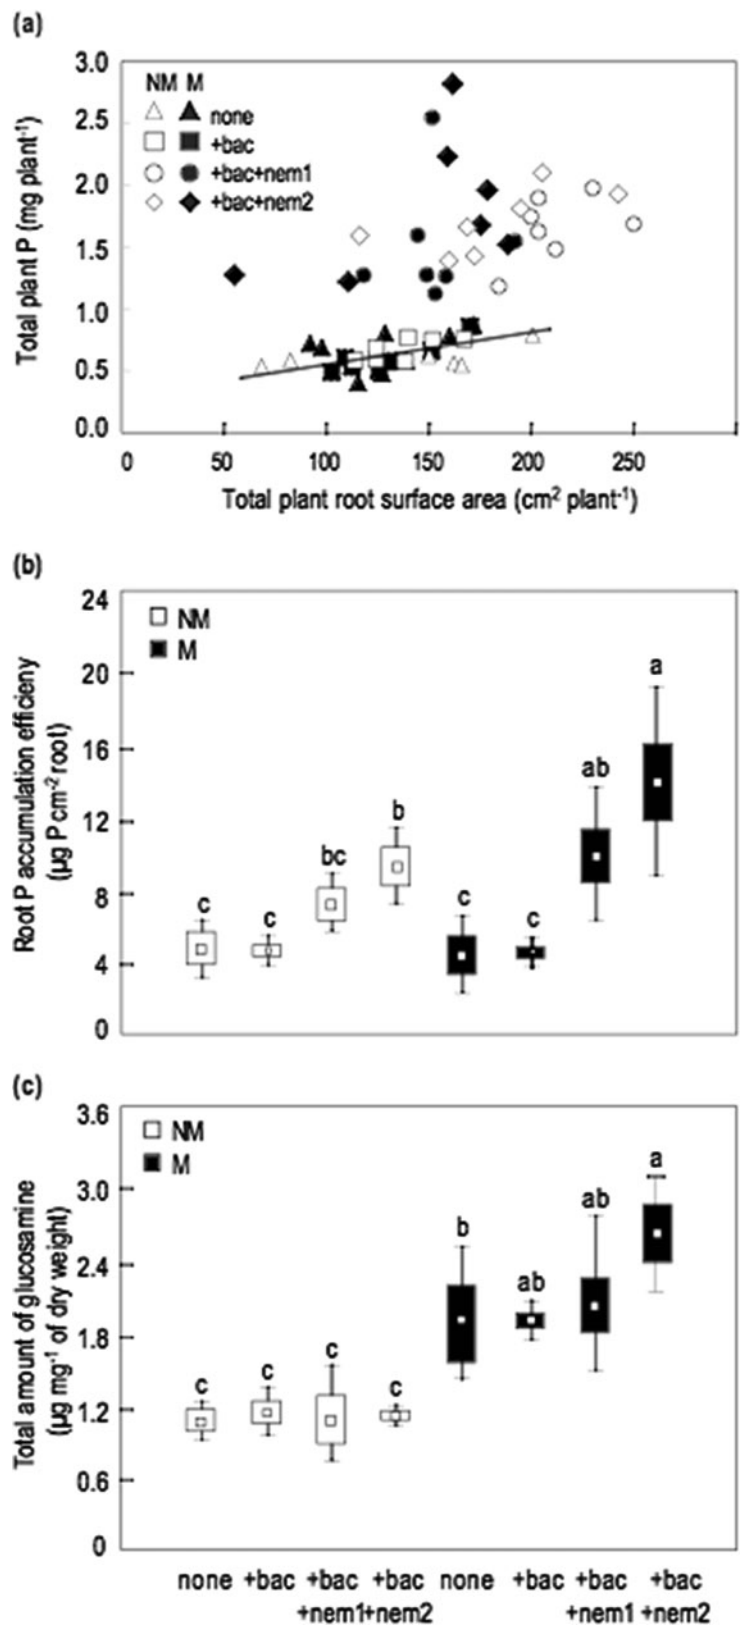 (a)
3.0
2.5
2.0
1.5
1.0
0.5
0.0
Total plant P (mg plant-1)
NM M
none
+bac
+bac+nem1
+bac+nem2
0 50 100 150 200 250
Total plant root surface area (cm2 plant-1)
(b)
24
20
16
12
8
4
0
Root P accumulation efficieny
(µg P cm-2 root)
NM
M
c c bc b c c ab a
(c)
3.6
3.0
2.4
1.8
1.2
0.6
0
Total amount of glucosamine
(µg mg-1 of dry weight)
NM
M
c c c c b ab ab a
none +bac +bac +bac none +bac +bac +bac
+nem1+nem2 +nem1 +nem2